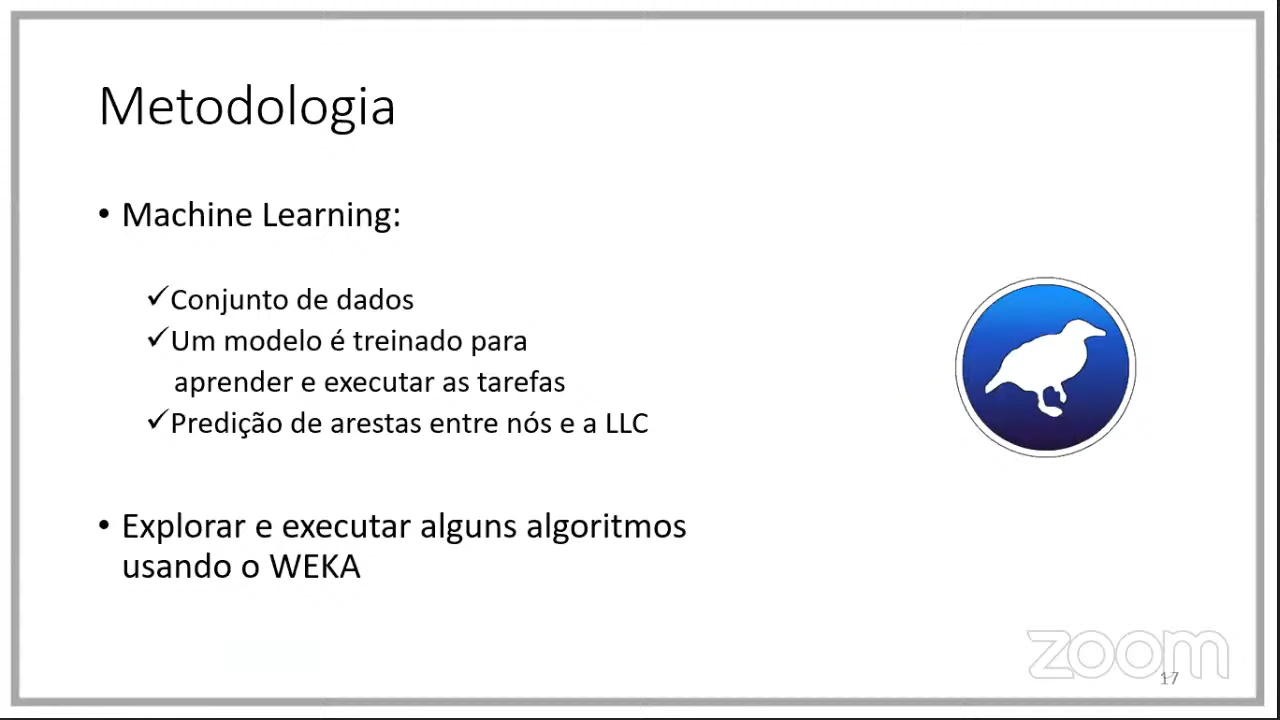 Metodologia
• Machine Learning:
✓Conjunto de dados
✓Um modelo é treinado para
aprender e executar as tarefas
✓Predição de arestas entre nós e a LLC
• Explorar e executar alguns algoritmos
usando o WEKA
zoom
17